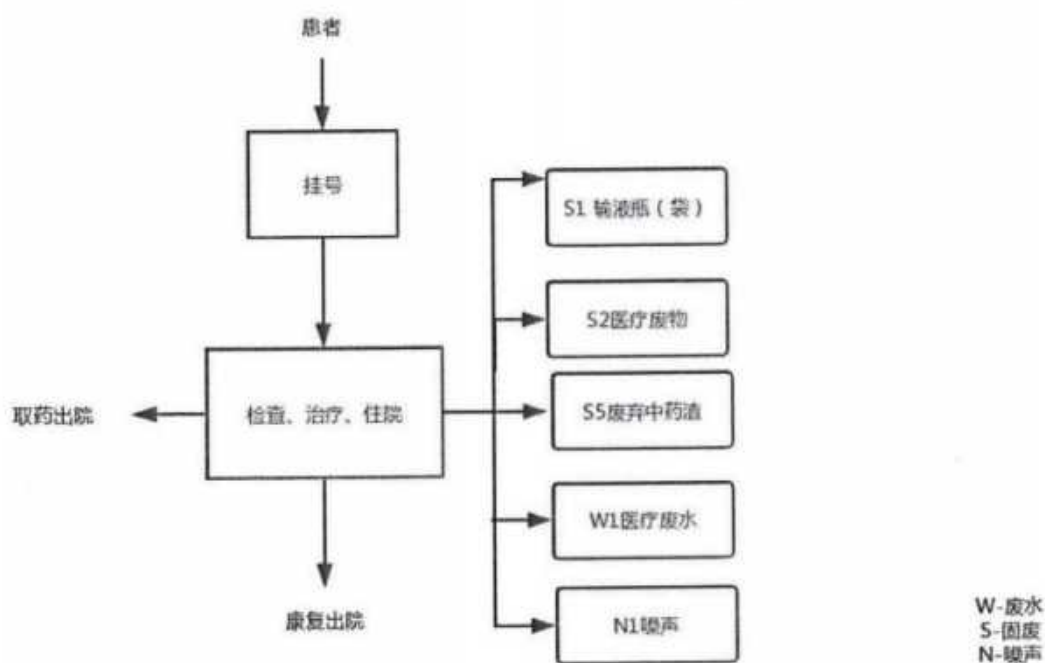 患者
挂号
S1 输液瓶（袋）
S2医疗废物
检查、治疗、住院
取药出院
S5废弃中药渣
W1医疗废水
康复出院
N1噪声
W-废水
S-固废
N-噪声